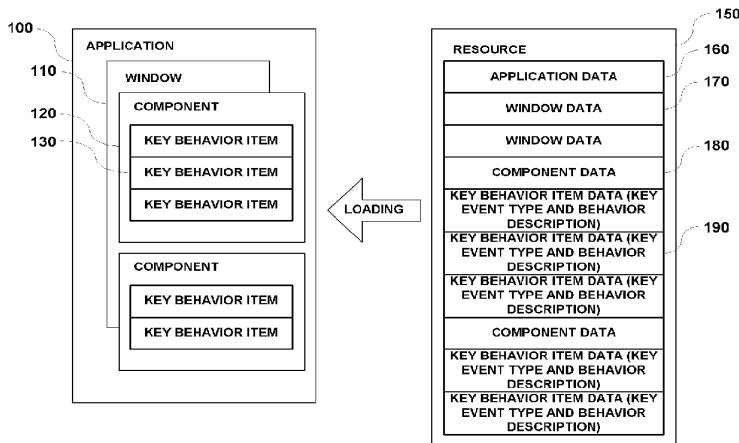 100
APPLICATION
110
WINDOW
COMPONENT
120
KEY BEHAVIOR ITEM
130
KEY BEHAVIOR ITEM
KEY BEHAVIOR ITEM
COMPONENT
KEY BEHAVIOR ITEM
KEY BEHAVIOR ITEM
LOADING
150
RESOURCE
160
APPLICATION DATA
170
WINDOW DATA
WINDOW DATA
180
COMPONENT DATA
KEY BEHAVIOR ITEM DATA (KEY
EVENT TYPE AND BEHAVIOR
DESCRIPTION)
190
KEY BEHAVIOR ITEM DATA (KEY
EVENT TYPE AND BEHAVIOR
DESCRIPTION)
KEY BEHAVIOR ITEM DATA (KEY
EVENT TYPE AND BEHAVIOR
DESCRIPTION)
COMPONENT DATA
KEY BEHAVIOR ITEM DATA (KEY
EVENT TYPE AND BEHAVIOR
DESCRIPTION)
KEY BEHAVIOR ITEM DATA (KEY
EVENT TYPE AND BEHAVIOR
DESCRIPTION)